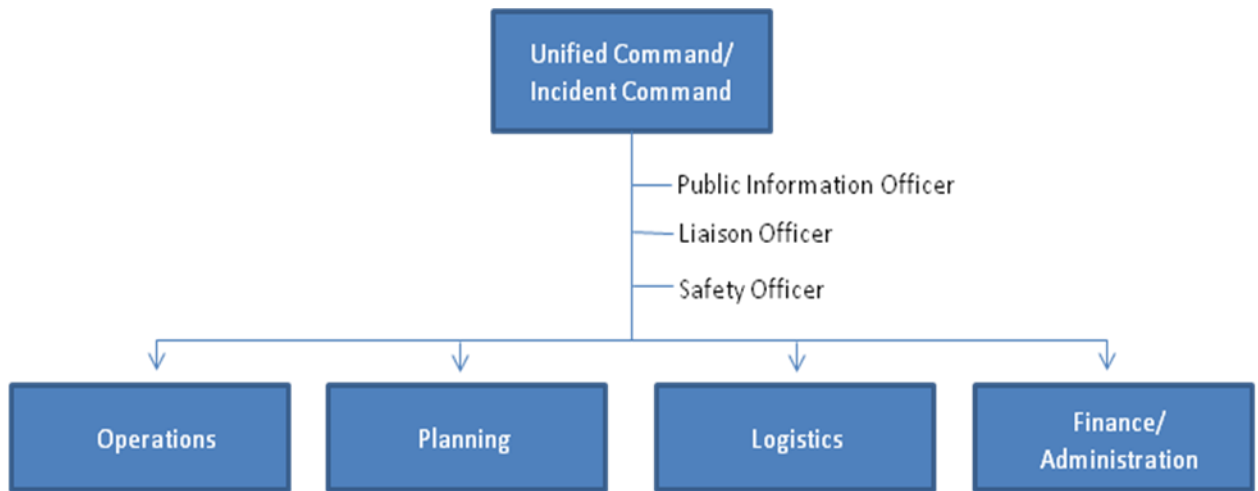 Unified Command/
Incident Command
Public Information Officer
Liaison Officer
Safety Officer
Operations
Planning
Logistics
Finance/
Administration